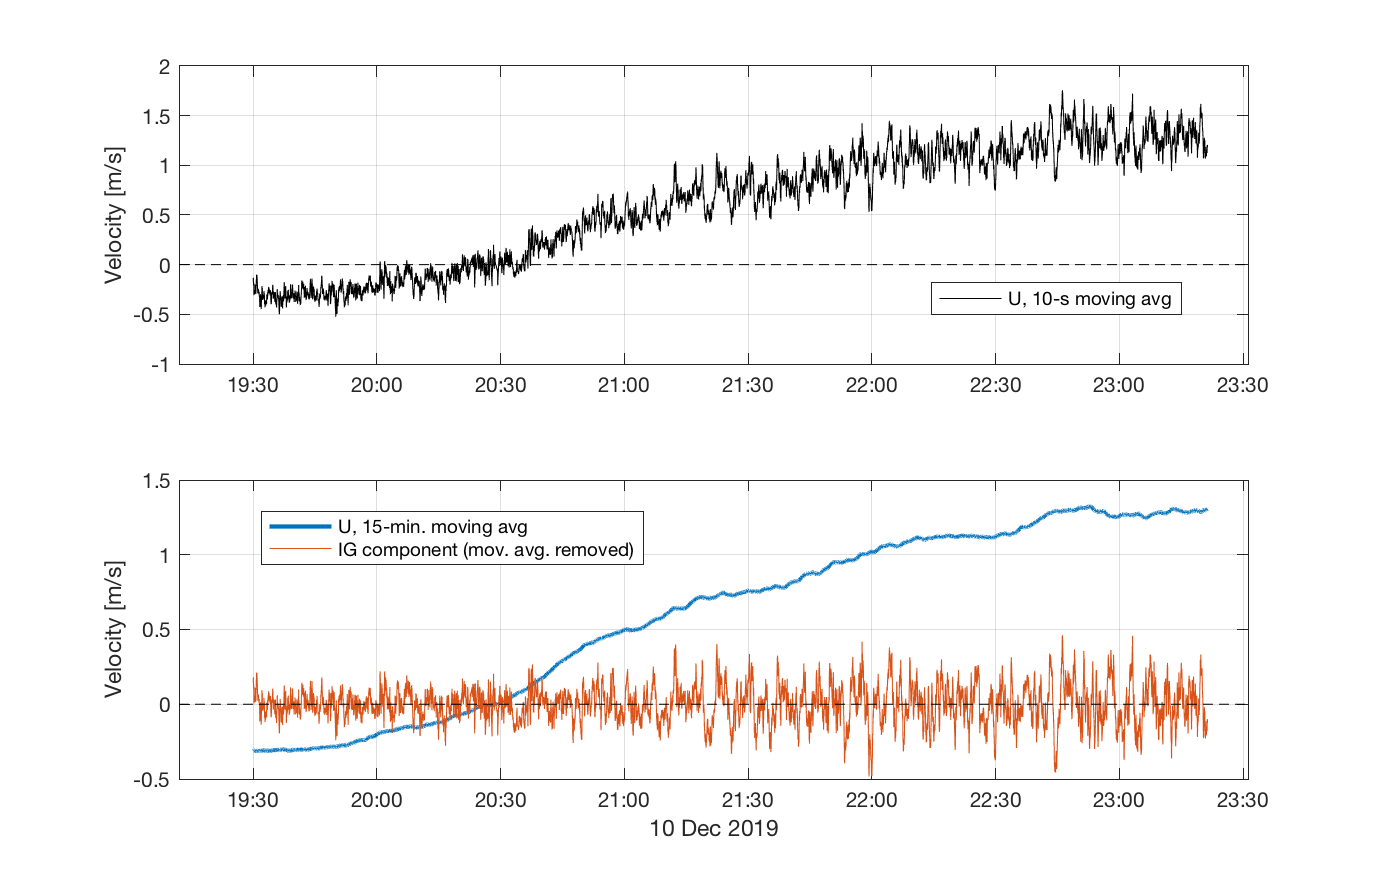 2
1.5
1
0.5
0
-0.5
-1
Velocity [m/s]
U, 10-s moving avg
19:30 20:00 20:30 21:00 21:30 22:00 22:30 23:00 23:30
1.5
1
0.5
0
-0.5
Velocity [m/s]
U, 15-min. moving avg
IG component (mov. avg. removed)
19:30 20:00 20:30 21:00 21:30 22:00 22:30 23:00 23:30
10 Dec 2019